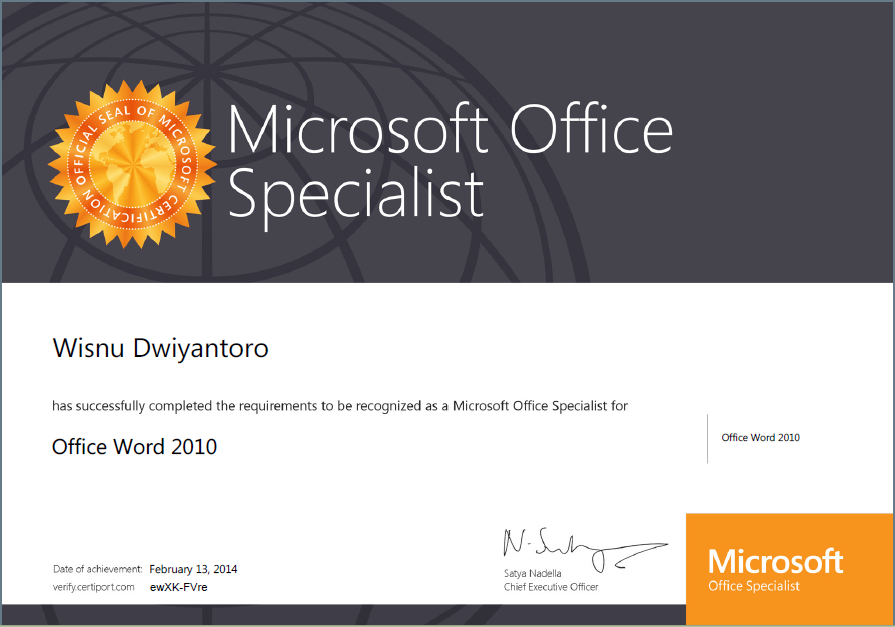 OFFICIAL SEAL OF MICROSOFT CERTIFICATION
Microsoft Office
Specialist
Wisnu Dwiyantoro
has successfully completed the requirements to be recognized as a Microsoft Office Specialist for
Office Word 2010
Office Word 2010
Date of achievement: February 13, 2014
verify.certiport.com ewXK-FVre
Satya Nadella
Chief Executive Officer
Microsoft
Office Specialist